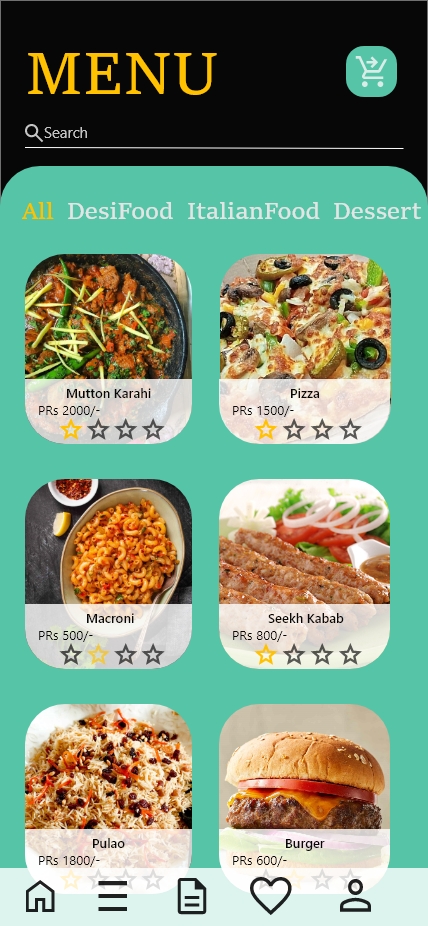 MENU
Search
All DesiFood ItalianFood Dessert
Mutton Karahi
PRs 2000/-
Pizza
PRs 1500/-
Macroni
PRs 500/-
Seekh Kabab
PRs 800/-
Pulao
PRs 1800/-
Burger
PRs 600/-